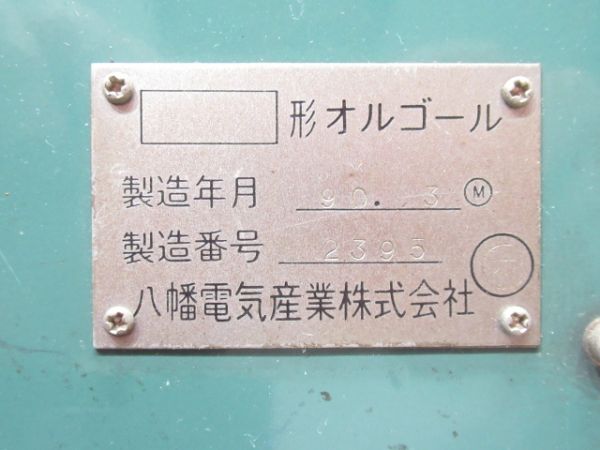 形オルゴール
製造年月 90. 3 Ⓜ
製造番号 2395
八幡電気産業株式会社